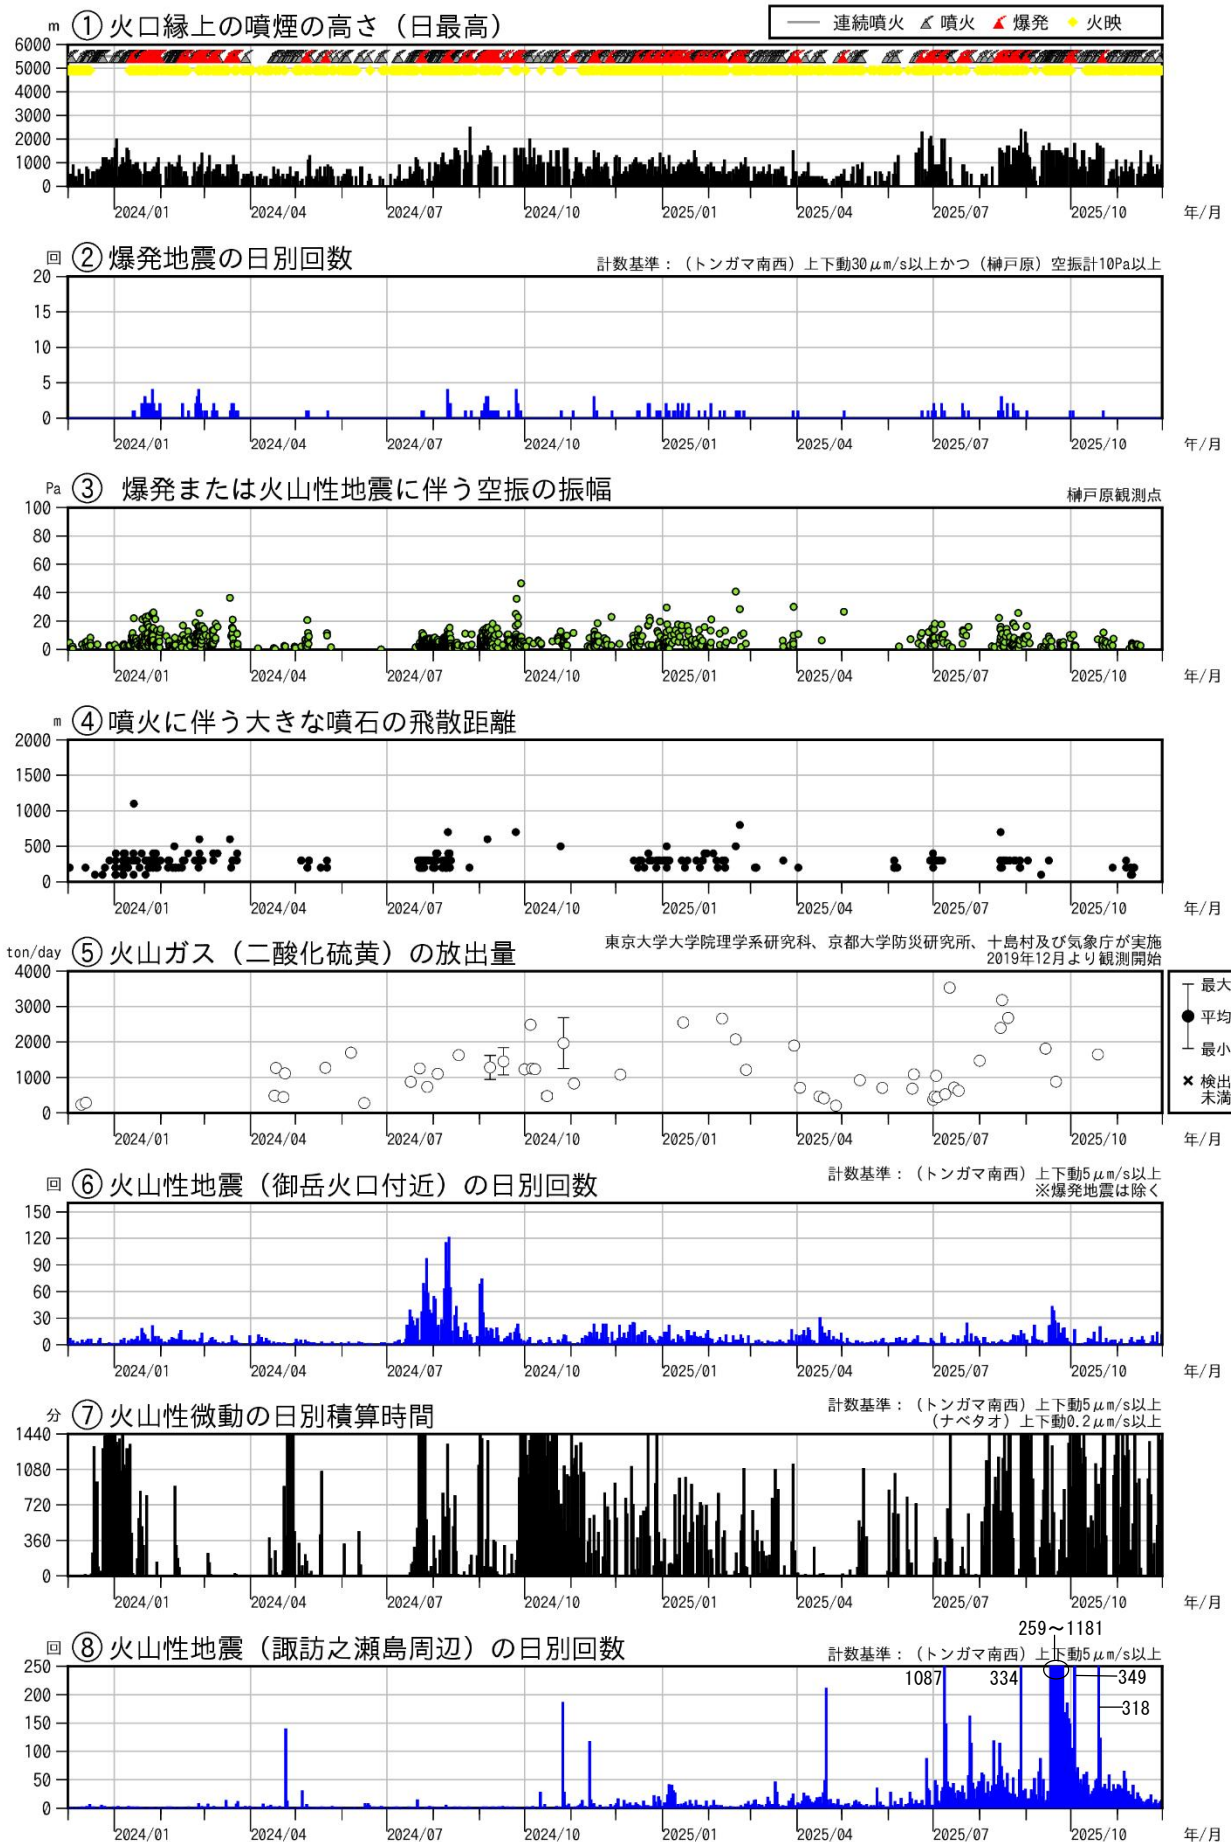 m ① 火口縁上の噴煙の高さ（日最高）
連続噴火 噴火 爆発 火映
6000
5000
4000
3000
2000
1000
0
2024/01 2024/04 2024/07 2024/10 2025/01 2025/04 2025/07 2025/10 年/月
回 ② 爆発地震の日別回数
計数基準：（トンガマ南西）上下動30μm/s以上かつ（榊戸原）空振計10Pa以上
20
15
10
5
0
2024/01 2024/04 2024/07 2024/10 2025/01 2025/04 2025/07 2025/10 年/月
Pa ③ 爆発または火山性地震に伴う空振の振幅
榊戸原観測点
100
80
60
40
20
0
2024/01 2024/04 2024/07 2024/10 2025/01 2025/04 2025/07 2025/10 年/月
m ④ 噴火に伴う大きな噴石の飛散距離
2000
1500
1000
500
0
2024/01 2024/04 2024/07 2024/10 2025/01 2025/04 2025/07 2025/10 年/月
ton/day ⑤ 火山ガス（二酸化硫黄）の放出量
東京大学大学院理学系研究科、京都大学防災研究所、十島村及び気象庁が実施
2019年12月より観測開始
4000
3000
2000
1000
0
最大
平均
最小
検出
未満
2024/01 2024/04 2024/07 2024/10 2025/01 2025/04 2025/07 2025/10 年/月
回 ⑥ 火山性地震（御岳火口付近）の日別回数
計数基準：（トンガマ南西）上下動5μm/s以上
※爆発地震は除く
150
120
90
60
30
0
2024/01 2024/04 2024/07 2024/10 2025/01 2025/04 2025/07 2025/10 年/月
分 ⑦ 火山性微動の日別積算時間
計数基準：（トンガマ南西）上下動5μm/s以上
（ナベタオ）上下動0.2μm/s以上
1440
1080
720
360
0
2024/01 2024/04 2024/07 2024/10 2025/01 2025/04 2025/07 2025/10 年/月
回 ⑧ 火山性地震（諏訪之瀬島周辺）の日別回数
259～1181
計数基準：（トンガマ南西）上下動5μm/s以上
1087 334 349
318
250
200
150
100
50
0
2024/01 2024/04 2024/07 2024/10 2025/01 2025/04 2025/07 2025/10 年/月